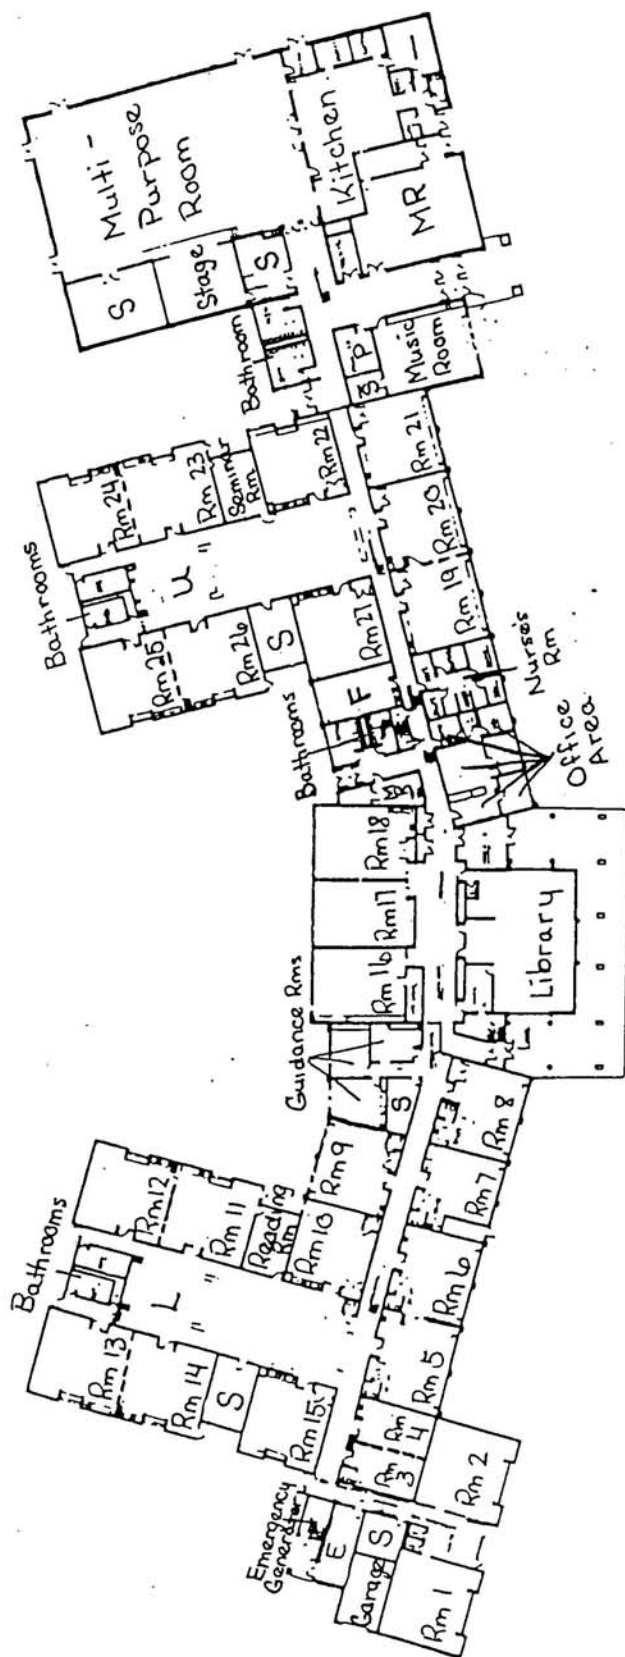 Multi-
Purpose
Room
S
Stage
S
Kitchen
MR
Bathroom
S
P
Music
Room
Rm 24
Rm 23
Seminar
Rm
Rm 22
Rm 21
Bathrooms
U
Rm 20
Rm 19
Rm 25
Rm 26
S
Rm 27
F
Bathrooms
Nurse's
Rm
Office
Area
Rm 18
Rm 17
Rm 16
Library
Guidance Rms
S
Rm 9
Rm 8
Rm 7
Rm 12
Rm 11
Reading
Rm
Rm 10
Rm 6
Rm 5
Bathrooms
L
Rm 13
Rm 14
S
Rm 15
Rm
4
Rm
3
Rm 2
Emergency
Generator
E
S
Garage
Rm 1